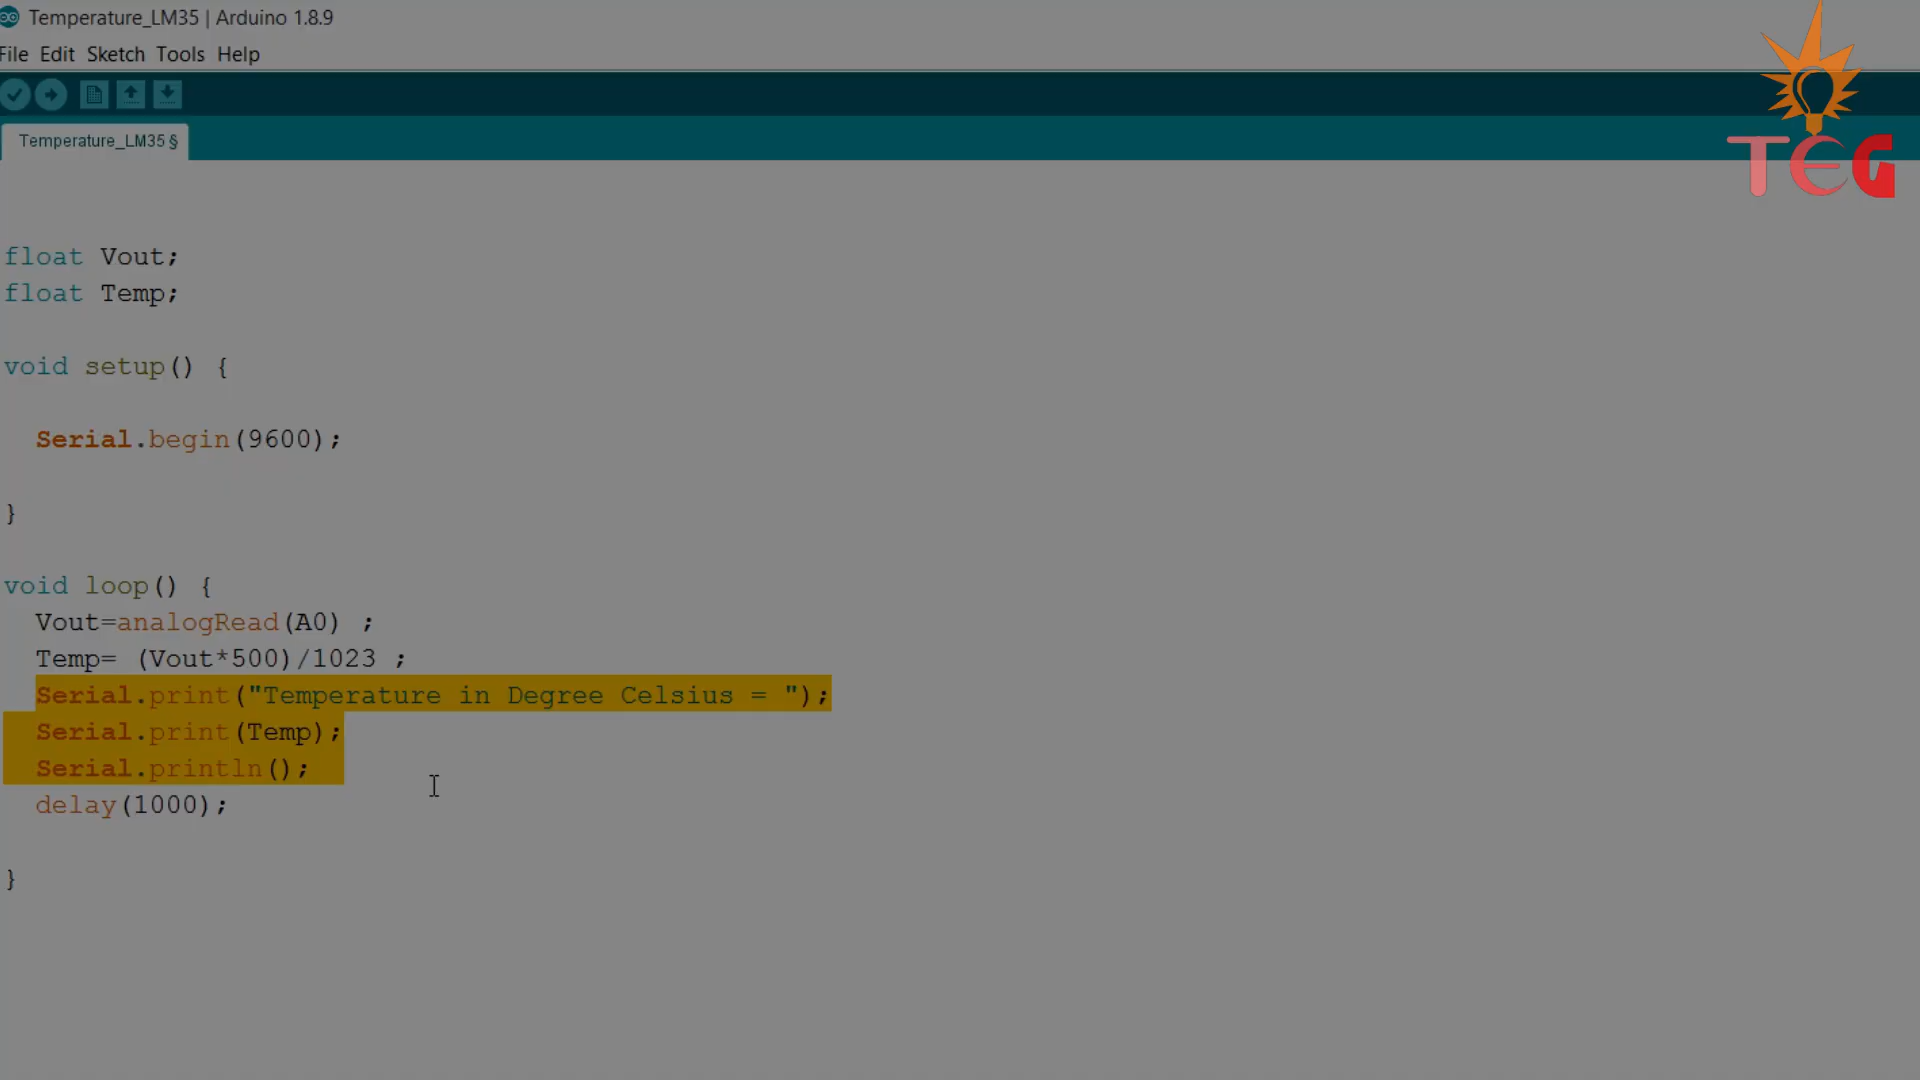 Temperature_LM35 | Arduino 1.8.9
File Edit Sketch Tools Help
TEG
Temperature_LM35 §
float Vout;
float Temp;
void setup() {
Serial.begin(9600);
}
void loop() {
Vout=analogRead(A0) ;
Temp= (Vout*500)/1023 ;
Serial.print("Temperature in Degree Celsius = ");
Serial.print(Temp);
Serial.println();
delay(1000);
}